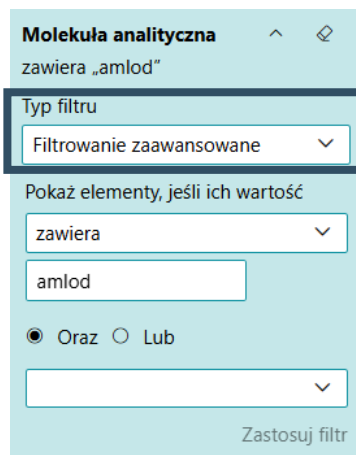 Molekuła analityczna
zawiera „amlod”
Typ filtru
Filtrowanie zaawansowane
Pokaż elementy, jeśli ich wartość
zawiera
amlod
Oraz Lub
Zastosuj filtr